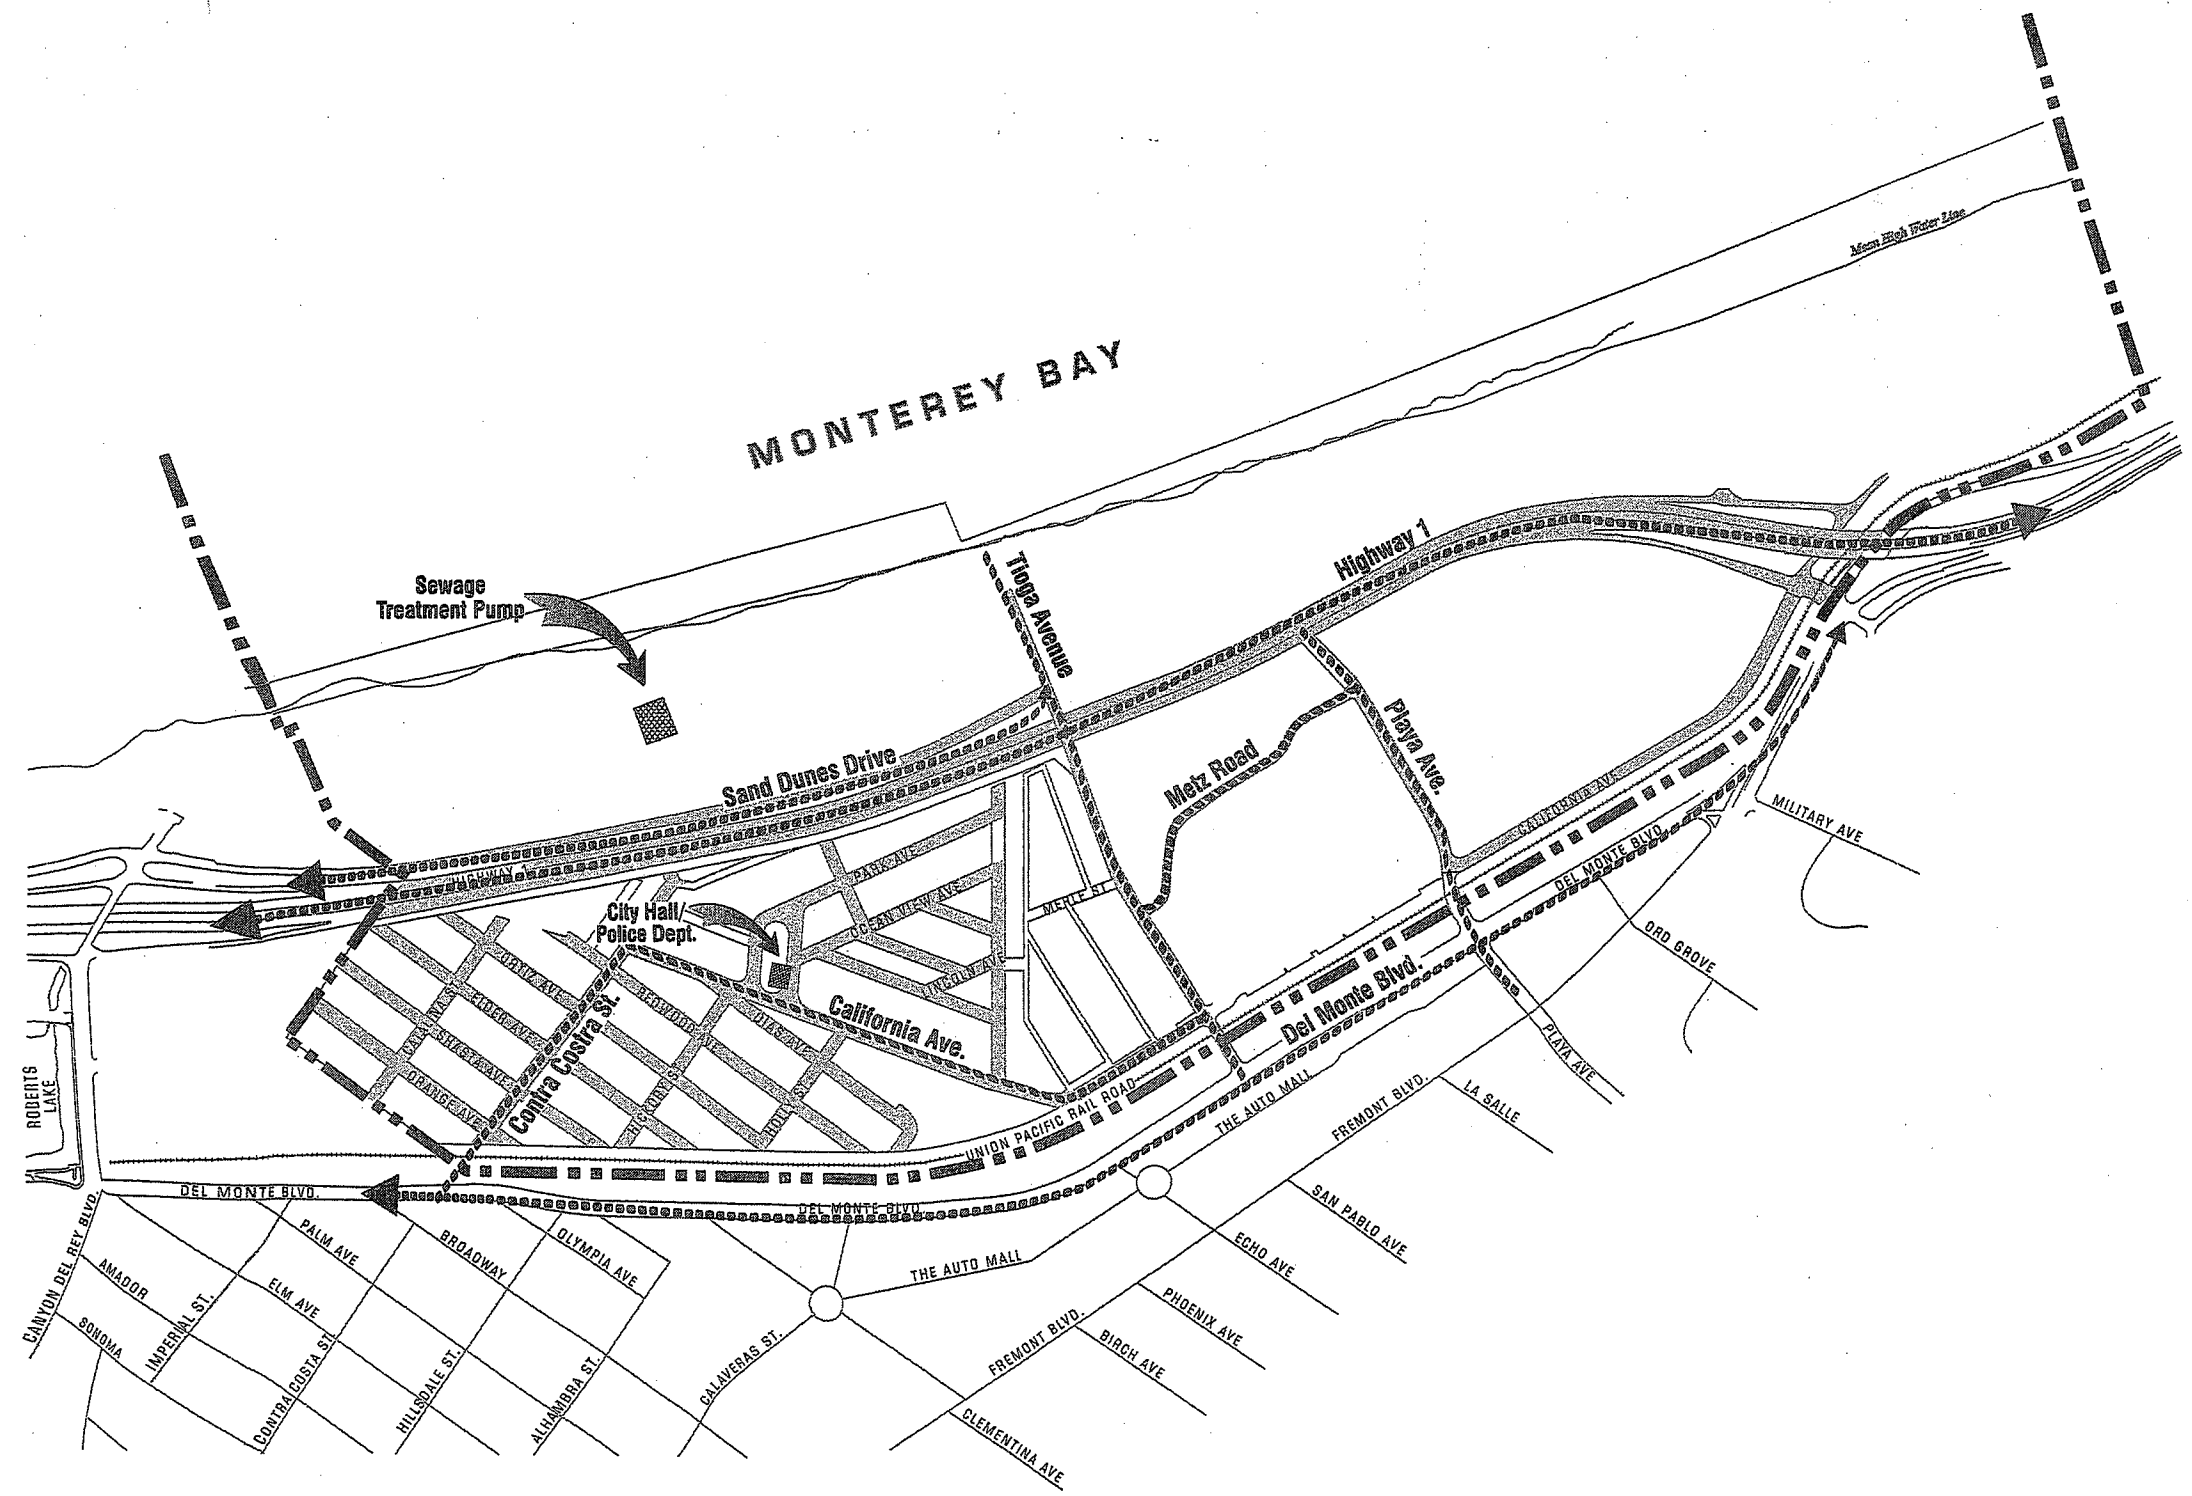 Mean High Water Line
MONTEREY BAY
Sewage
Treatment Pump
Tioga Avenue
Highway 1
Sand Dunes Drive
Metz Road
Playa Ave.
HIGHWAY 1
PARK AVE
OCEAN VIEW AVE
LINCOLN AVE
MERLE ST
CALIFORNIA AVE
DEL MONTE BLVD
MILITARY AVE
ORD GROVE
City Hall/
Police Dept.
ORTIZ AVE
ELDER AVE
SHASTA AVE
ORANGE AVE
REDWOOD AVE
HICKORY ST
HOLLY ST
Contra Costra St.
California Ave.
Del Monte Blvd.
PLAYA AVE
UNION PACIFIC RAIL ROAD
THE AUTO MALL
FREMONT BLVD.
LA SALLE
ROBERTS
LAKE
DEL MONTE BLVD.
DEL MONTE BLVD.
CANYON DEL REY BLVD.
AMADOR
SONOMA
IMPERIAL ST.
PALM AVE
ELM AVE
BROADWAY
OLYMPIA AVE
CONTRA COSTA ST.
HILLSDALE ST.
ALHAMBRA ST.
CALAVERAS ST.
THE AUTO MALL
SAN PABLO AVE
ECHO AVE
PHOENIX AVE
FREMONT BLVD.
BIRCH AVE
CLEMENTINA AVE